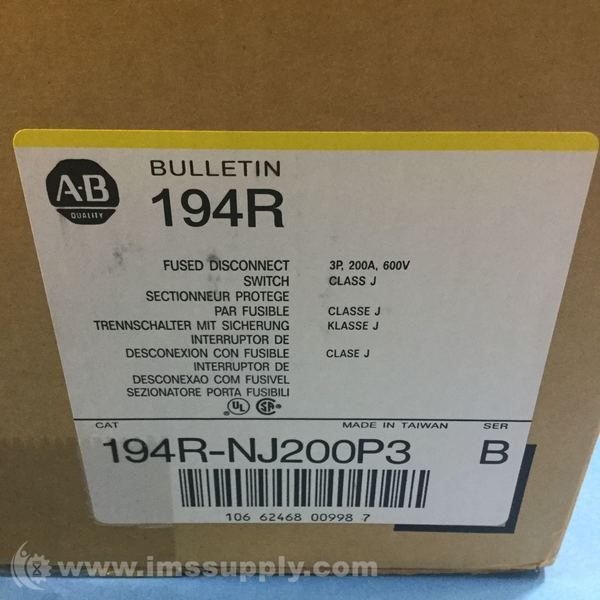 BULLETIN
A-B
QUALITY
194R
FUSED DISCONNECT 3P, 200A, 600V
SWITCH CLASS J
SECTIONNEUR PROTEGE
PAR FUSIBLE CLASSE J
TRENNSCHALTER MIT SICHERUNG KLASSE J
INTERRUPTOR DE
DESCONEXION CON FUSIBLE CLASE J
INTERRUPTOR DE
DESCONEXAO COM FUSIVEL
SEZIONATORE PORTA FUSIBILI
UL SA
CAT MADE IN TAIWAN SER
194R-NJ200P3 B
106 62468 00998 7
www.imssupply.com